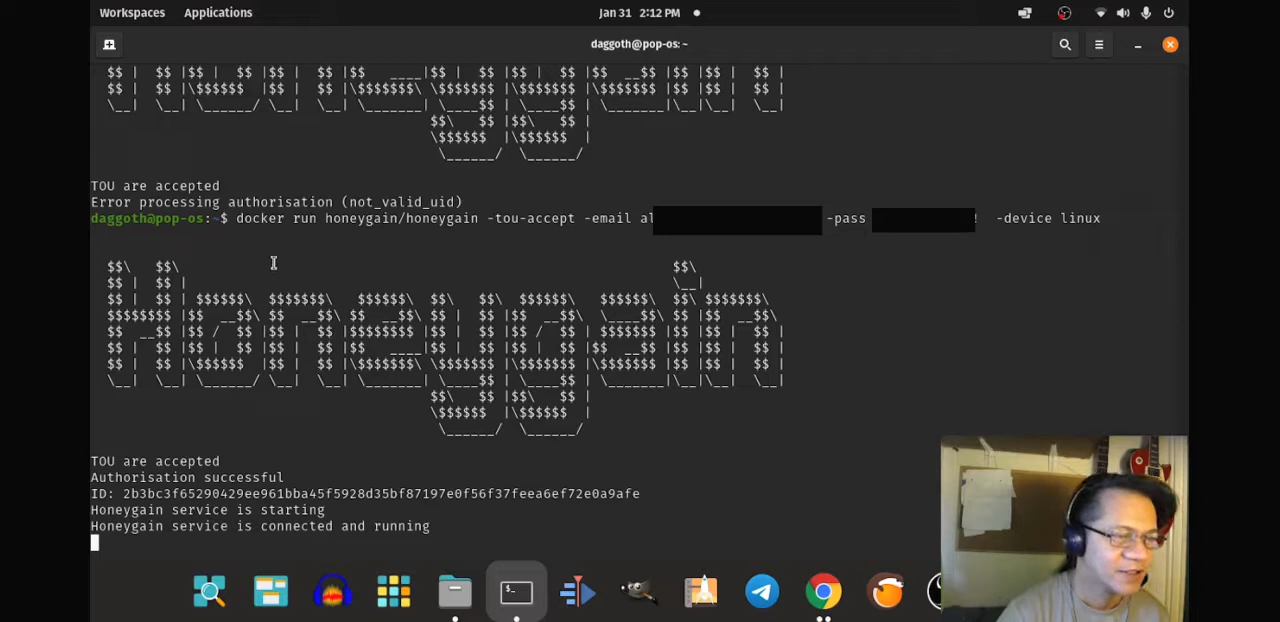 Workspaces Applications Jan 31 2:12 PM
daggoth@pop-os: ~
TOU are accepted
Error processing authorisation (not_valid_uid)
daggoth@pop-os:~$ docker run honeygain/honeygain -tou-accept -email al -pass ! -device linux
Honeygain
TOU are accepted
Authorisation successful
ID: 2b3bc3f65290429ee961bba45f5928d35bf87197e0f56f37feea6ef72e0a9afe
Honeygain service is starting
Honeygain service is connected and running